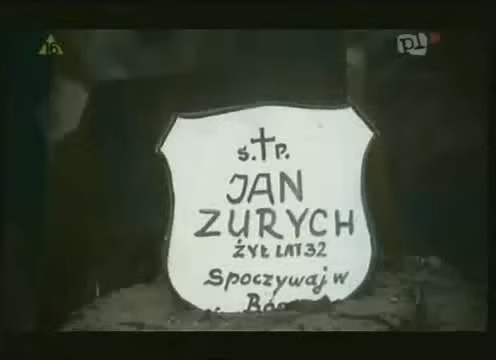 Ś. P.
JAN
ZURYCH
ŻYŁ LAT 32
Spoczywaj w